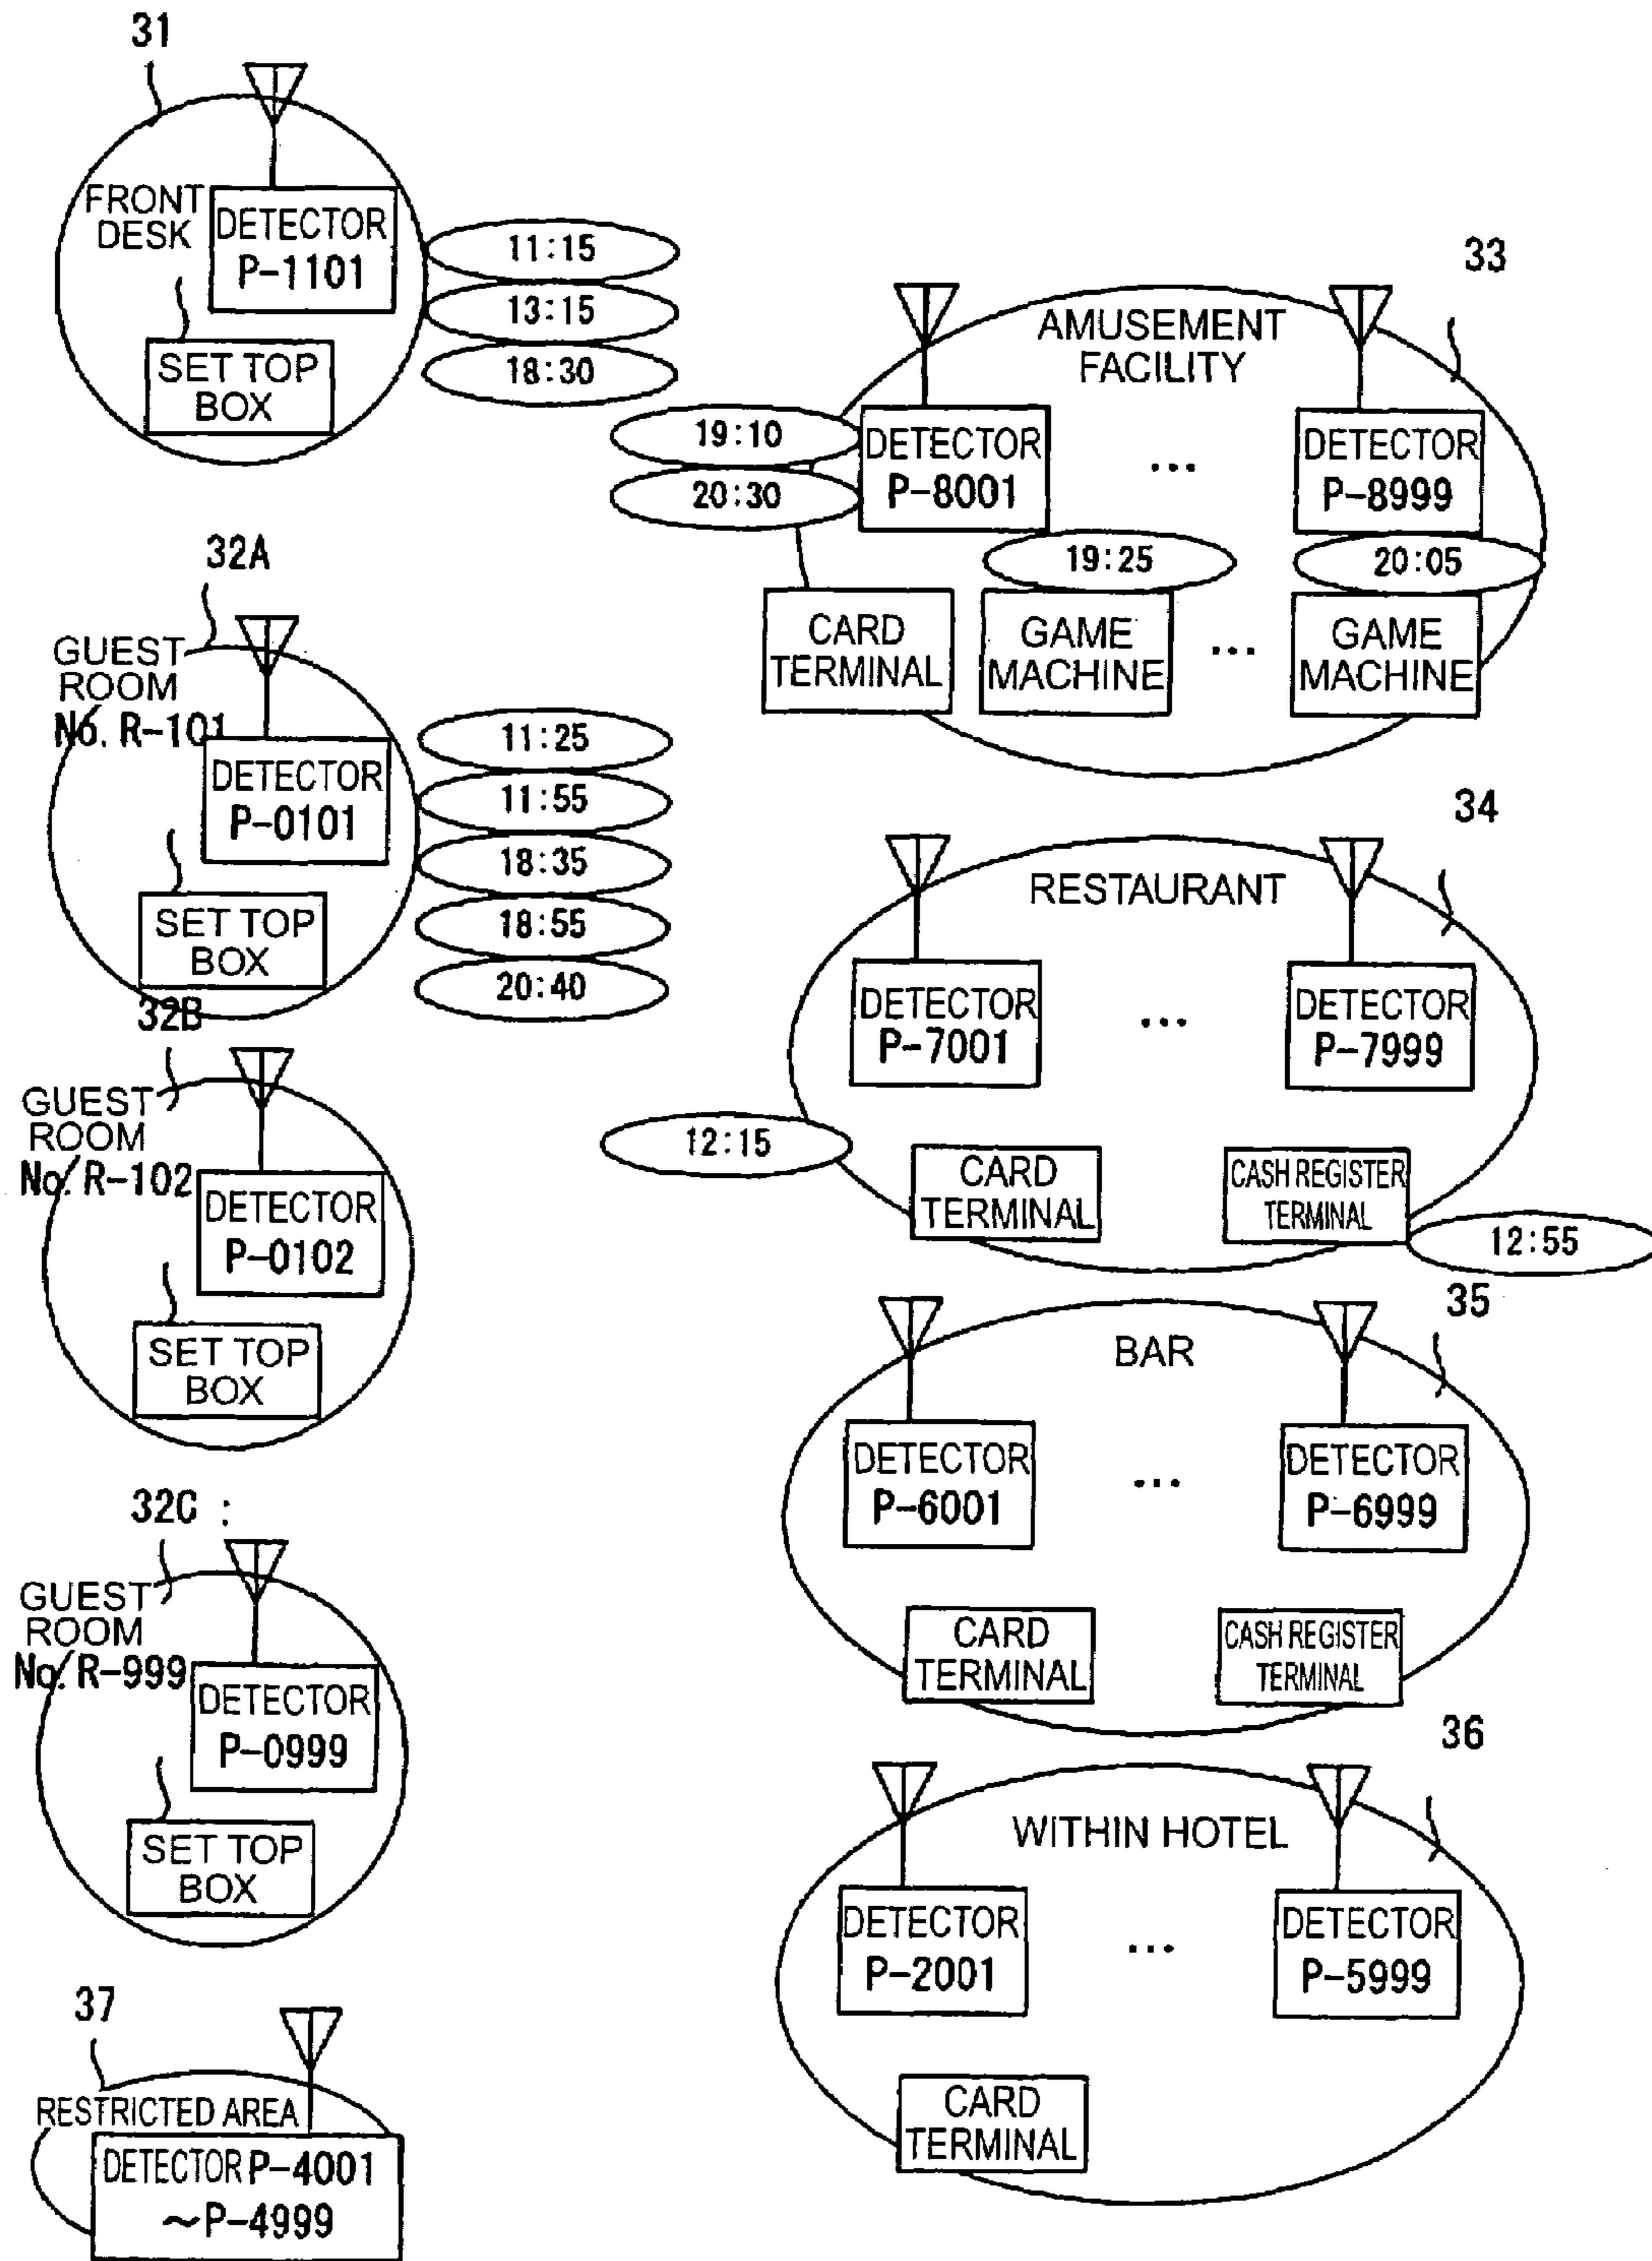 31
FRONT
DESK
DETECTOR
P-1101
SET TOP
BOX
11:15
13:15
18:30
32A
GUEST
ROOM
No. R-101
DETECTOR
P-0101
SET TOP
BOX
11:25
11:55
18:35
18:55
20:40
32B
GUEST
ROOM
No. R-102
DETECTOR
P-0102
SET TOP
BOX
32C :
GUEST
ROOM
No. R-999
DETECTOR
P-0999
SET TOP
BOX
37
RESTRICTED AREA
DETECTOR P-4001
~P-4999
33
AMUSEMENT
FACILITY
19:10
20:30
DETECTOR
P-8001
...
DETECTOR
P-8999
19:25
20:05
CARD
TERMINAL
GAME
MACHINE
...
GAME
MACHINE
34
RESTAURANT
DETECTOR
P-7001
...
DETECTOR
P-7999
12:15
CARD
TERMINAL
CASH REGISTER
TERMINAL
12:55
35
BAR
DETECTOR
P-6001
...
DETECTOR
P-6999
CARD
TERMINAL
CASH REGISTER
TERMINAL
36
WITHIN HOTEL
DETECTOR
P-2001
...
DETECTOR
P-5999
CARD
TERMINAL